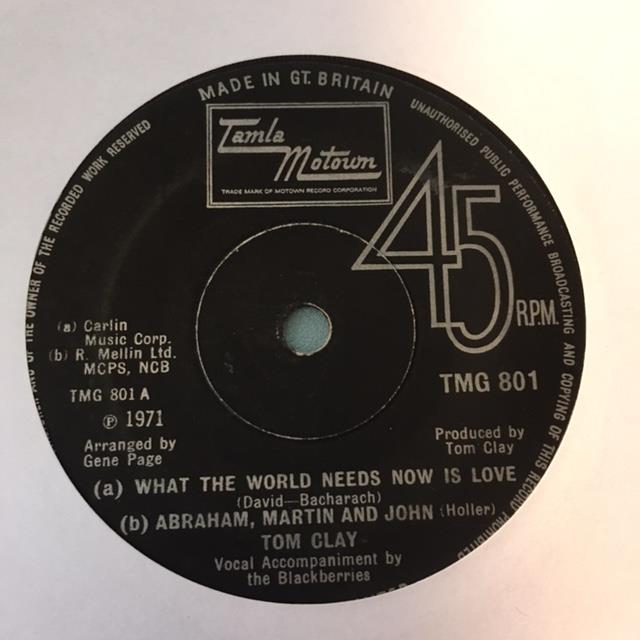 MADE IN GT. BRITAIN
UNAUTHORISED PUBLIC PERFORMANCE BROADCASTING AND COPYING OF THIS RECORD PROHIBITED
THE OWNER OF THE RECORDED WORK RESERVED
Tamla
Motown
TRADE MARK OF MOTOWN RECORD CORPORATION
45 R.P.M.
TMG 801
(a) Carlin
Music Corp.
(b) R. Mellin Ltd.
MCPS, NCB
TMG 801 A
℗ 1971
Arranged by
Gene Page
Produced by
Tom Clay
(a) WHAT THE WORLD NEEDS NOW IS LOVE
(David—Bacharach)
(b) ABRAHAM, MARTIN AND JOHN (Holler)
TOM CLAY
Vocal Accompaniment by
the Blackberries